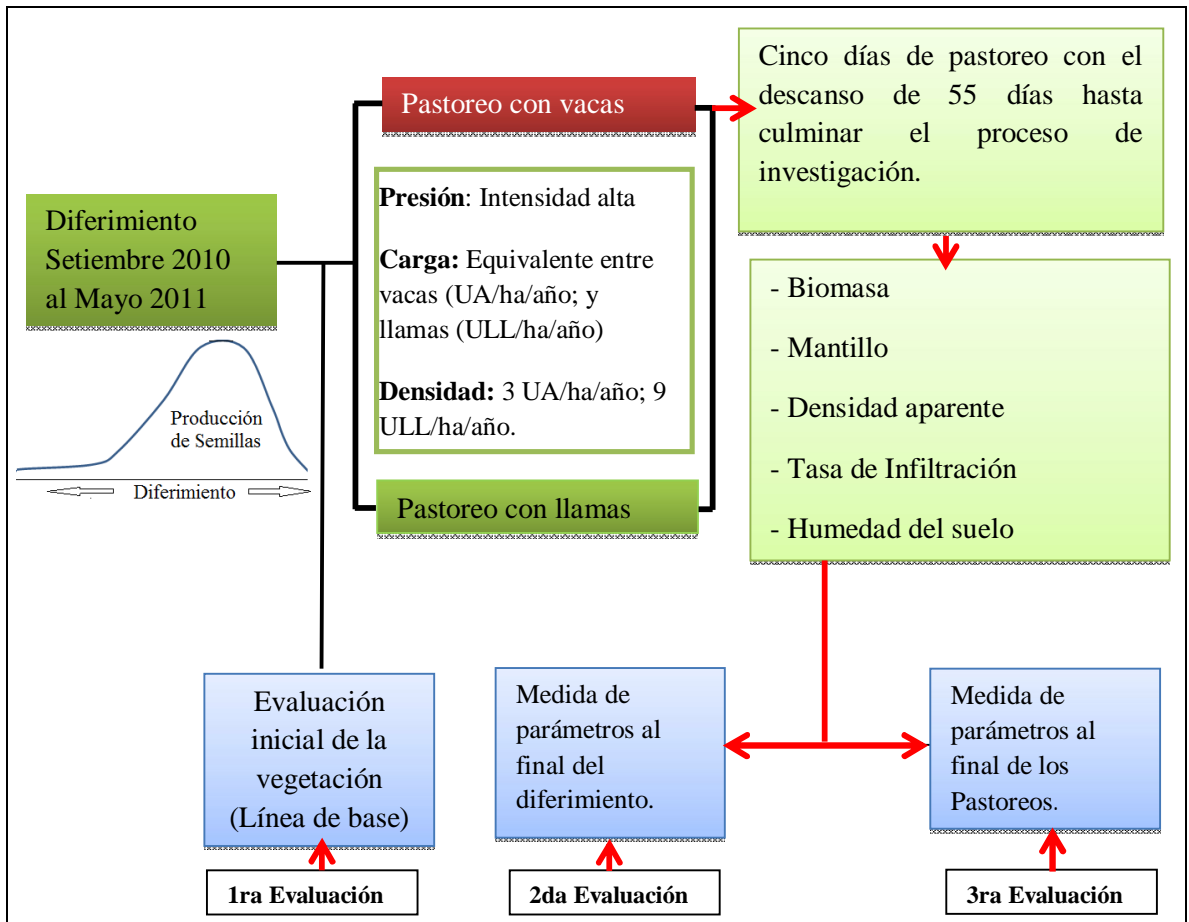 Diferimiento
Setiembre 2010
al Mayo 2011
Producción
de Semillas
Diferimiento
Pastoreo con vacas
Presión: Intensidad alta
Carga: Equivalente entre
vacas (UA/ha/año; y
llamas (ULL/ha/año)
Densidad: 3 UA/ha/año; 9
ULL/ha/año.
Pastoreo con llamas
Cinco días de pastoreo con el
descanso de 55 días hasta
culminar el proceso de
investigación.
- Biomasa
- Mantillo
- Densidad aparente
- Tasa de Infiltración
- Humedad del suelo
Evaluación
inicial de la
vegetación
(Línea de base)
1ra Evaluación
Medida de
parámetros al
final del
diferimiento.
2da Evaluación
Medida de
parámetros al
final de los
Pastoreos.
3ra Evaluación